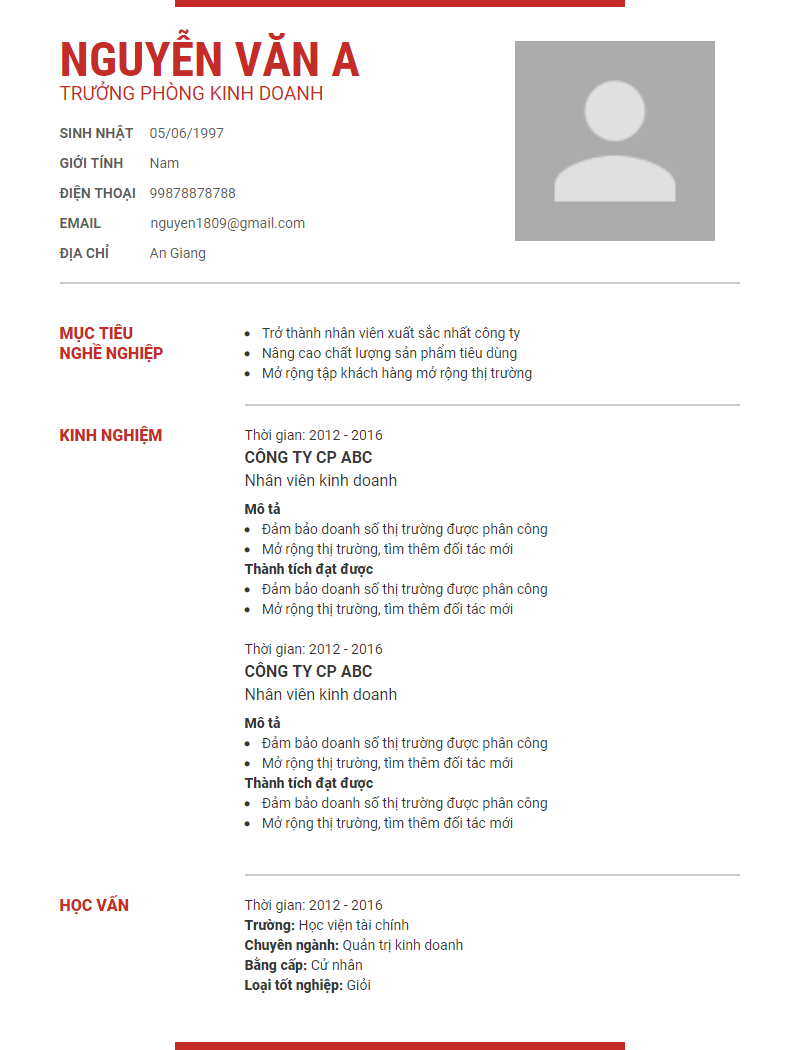 NGUYỄN VĂN A
TRƯỞNG PHÒNG KINH DOANH
SINH NHẬT 05/06/1997
GIỚI TÍNH Nam
ĐIỆN THOẠI 99878878788
EMAIL nguyen1809@gmail.com
ĐỊA CHỈ An Giang
MỤC TIÊU
NGHỀ NGHIỆP
• Trở thành nhân viên xuất sắc nhất công ty
• Nâng cao chất lượng sản phẩm tiêu dùng
• Mở rộng tập khách hàng mở rộng thị trường
KINH NGHIỆM
Thời gian: 2012 - 2016
CÔNG TY CP ABC
Nhân viên kinh doanh
Mô tả
• Đảm bảo doanh số thị trường được phân công
• Mở rộng thị trường, tìm thêm đối tác mới
Thành tích đạt được
• Đảm bảo doanh số thị trường được phân công
• Mở rộng thị trường, tìm thêm đối tác mới
Thời gian: 2012 - 2016
CÔNG TY CP ABC
Nhân viên kinh doanh
Mô tả
• Đảm bảo doanh số thị trường được phân công
• Mở rộng thị trường, tìm thêm đối tác mới
Thành tích đạt được
• Đảm bảo doanh số thị trường được phân công
• Mở rộng thị trường, tìm thêm đối tác mới
HỌC VẤN
Thời gian: 2012 - 2016
Trường: Học viện tài chính
Chuyên ngành: Quản trị kinh doanh
Bằng cấp: Cử nhân
Loại tốt nghiệp: Giỏi